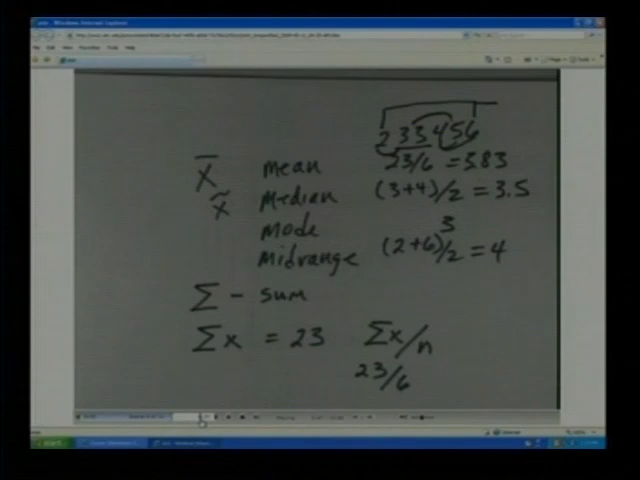 2 3 3 4 5 6
X̄ mean 23/6 = 3.83
x̃ median (3+4)/2 = 3.5
mode 3
midrange (2+6)/2 = 4
Σ - sum
Σx = 23 Σx/n
23/6